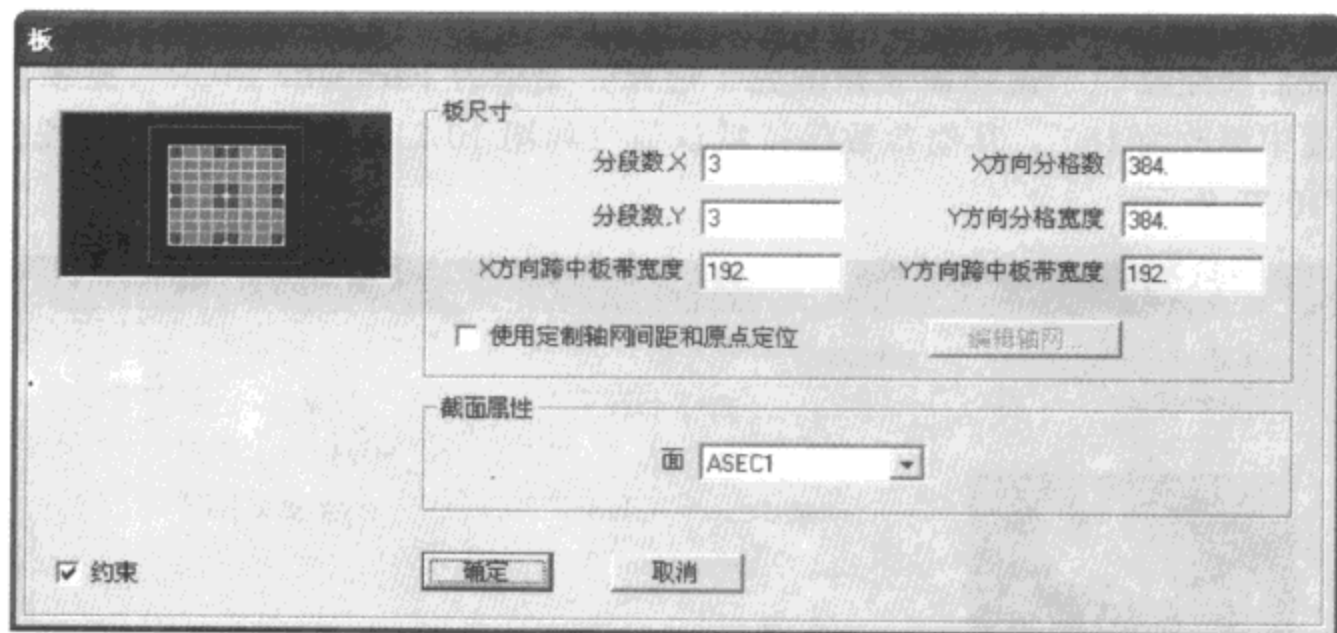 板
板尺寸
分段数,X 3 X方向分格数 384.
分段数,Y 3 Y方向分格宽度 384.
X方向跨中板带宽度 192. Y方向跨中板带宽度 192.
使用定制轴网间距和原点定位 编辑轴网...
截面属性
面 ASEC1
约束 确定 取消